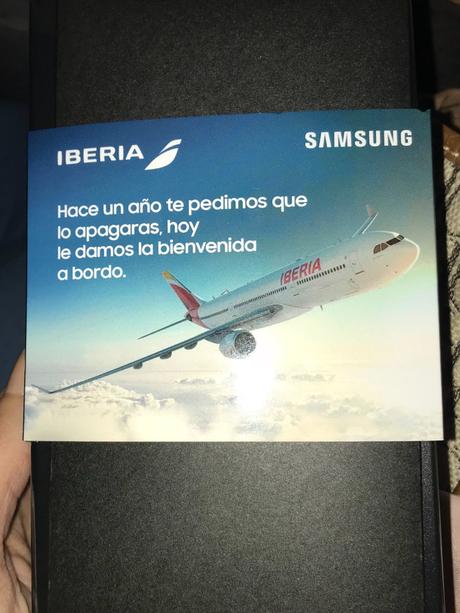 IBERIA
SAMSUNG
Hace un año te pedimos que
lo apagaras, hoy
le damos la bienvenida
a bordo.
IBERIA